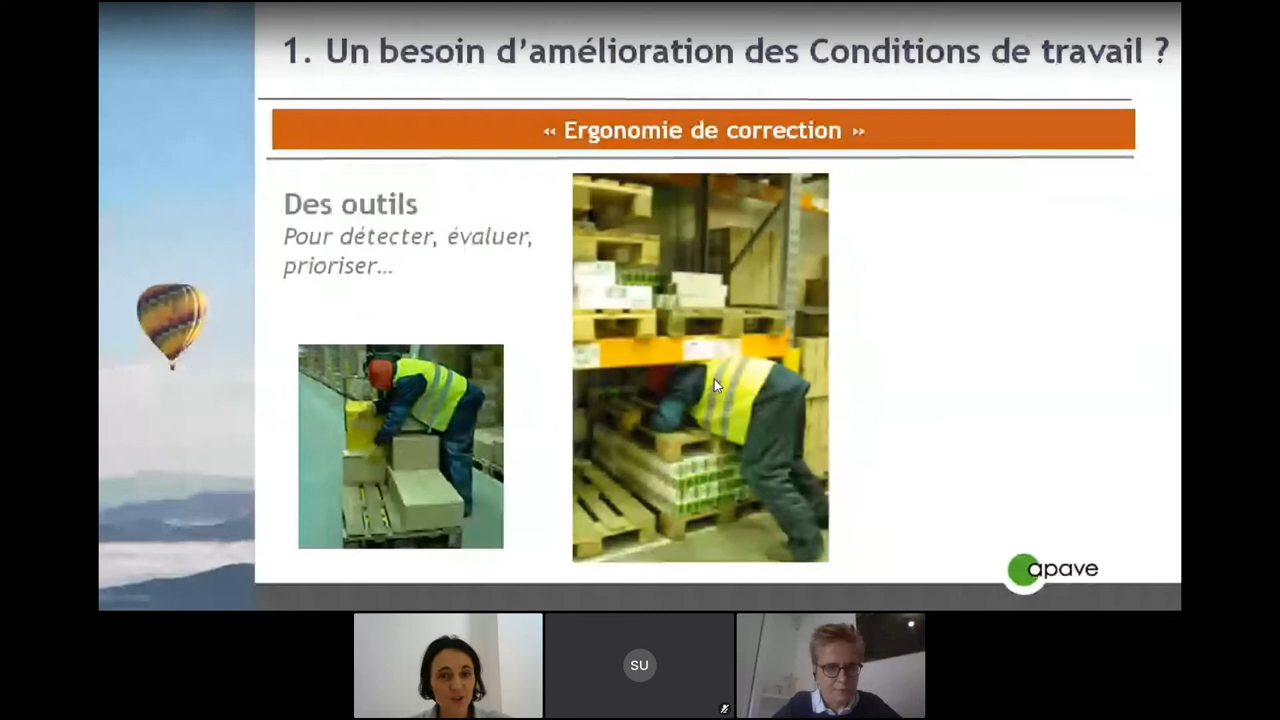 1. Un besoin d'amélioration des Conditions de travail ?
« Ergonomie de correction »
Des outils
Pour détecter, évaluer,
prioriser...
apave
SU